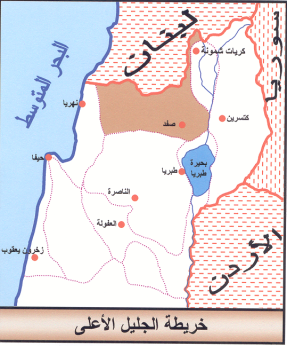 لبنان
سوريا
البحر المتوسط
كريات شمونة
نهريا
صفد
كتسرين
حيفا
طبريا
بحيرة
طبريا
الناصرة
العفولة
زخرون يعقوب
الأردن
خريطة الجليل الأعلى